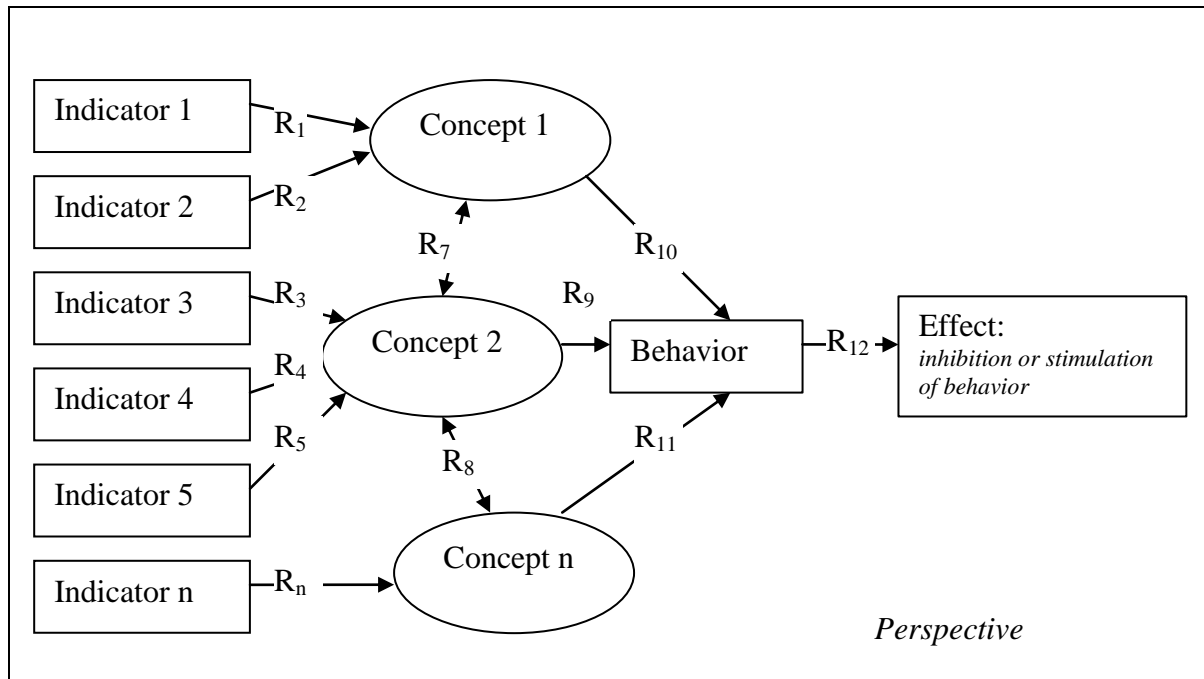 Indicator 1
R₁
Concept 1
Indicator 2
R₂
R₇
R₁₀
Indicator 3
R₃
R₉
Concept 2
Behavior
R₁₂
Effect:
inhibition or stimulation
of behavior
Indicator 4
R₄
R₅
R₁₁
Indicator 5
R₈
Concept n
Indicator n
Rₙ
Perspective